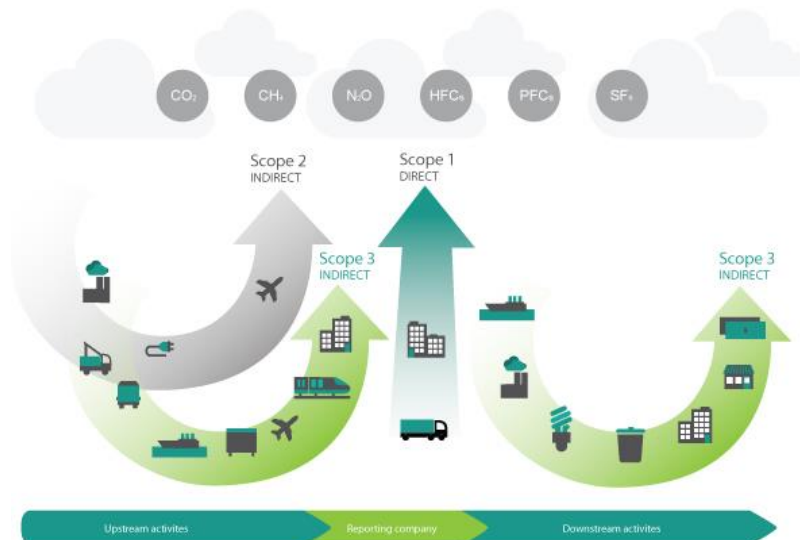 CO₂ CH₄ N₂O HFCₛ PFCₛ SF₆
Scope 2
INDIRECT
Scope 1
DIRECT
Scope 3
INDIRECT
Scope 3
INDIRECT
Upstream activites
Reporting company
Downstream activites